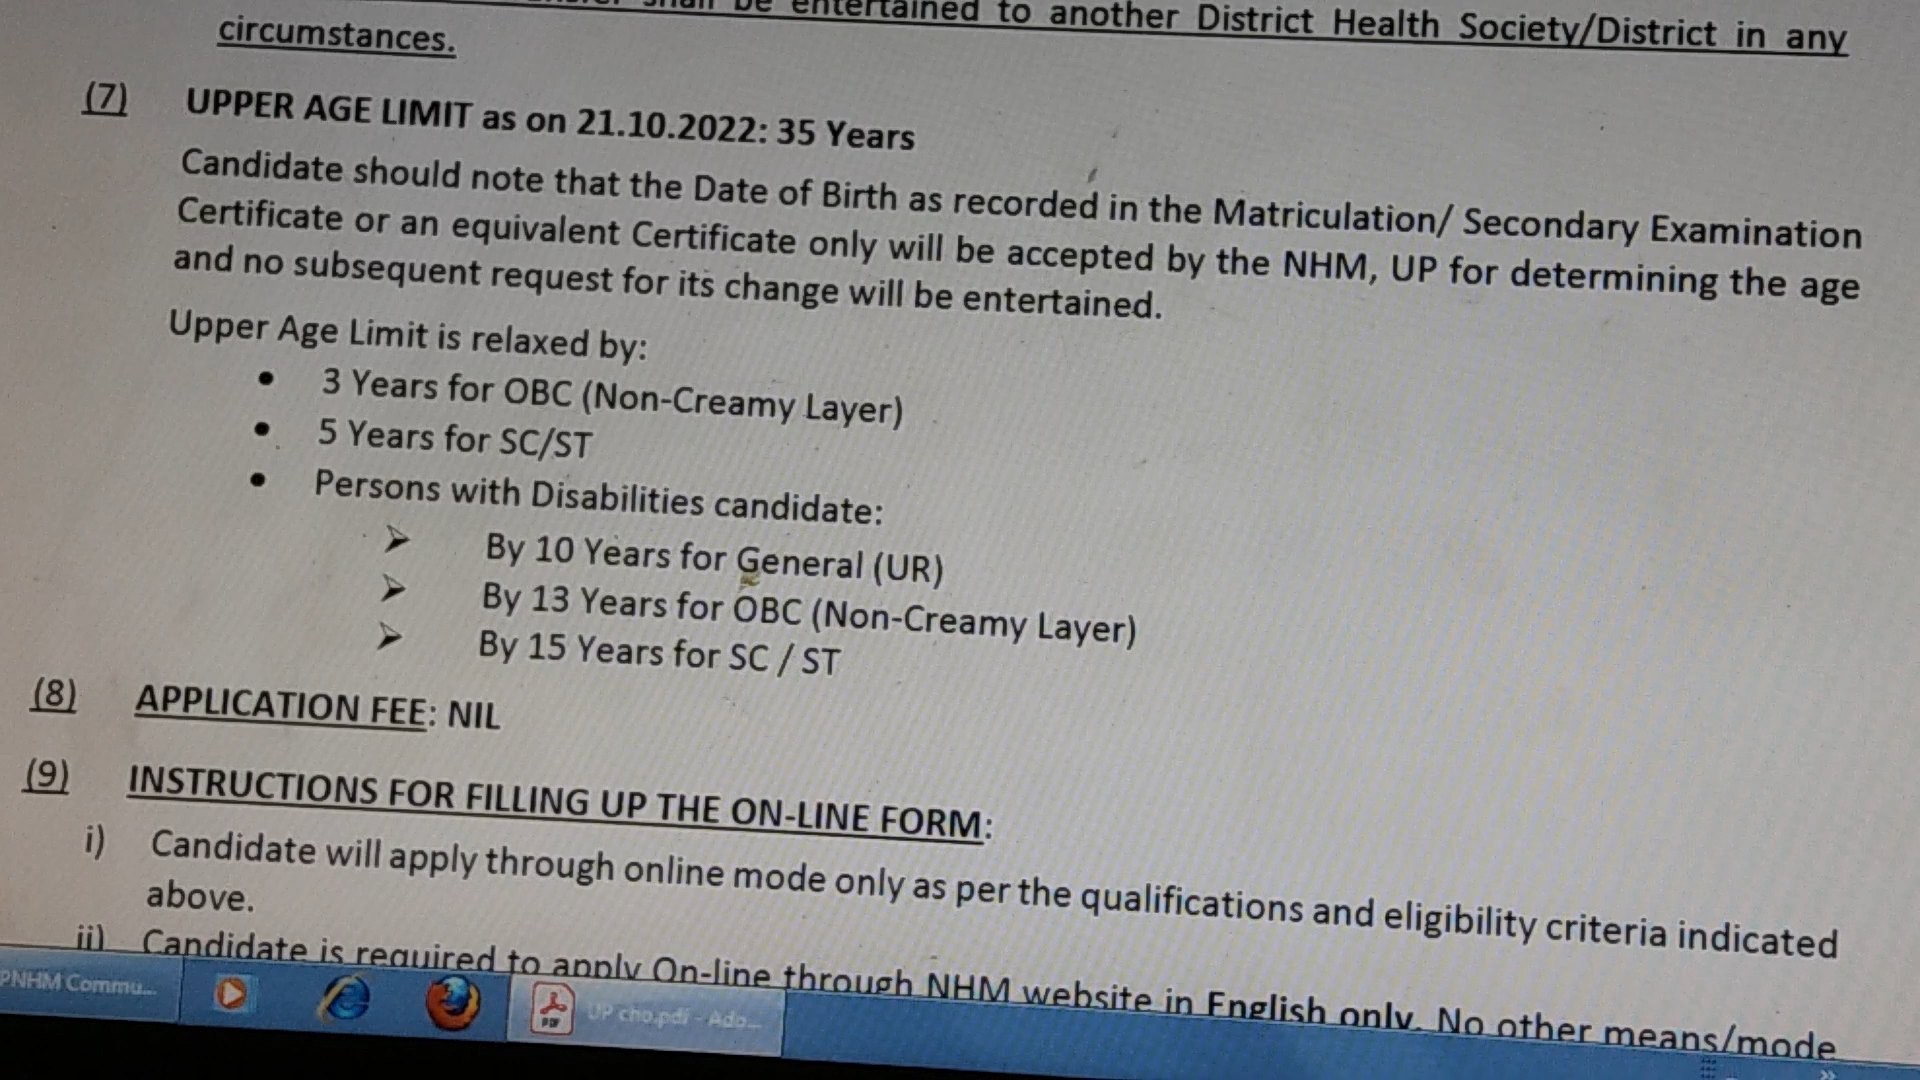 be entertained to another District Health Society/District in any
circumstances.
(7) UPPER AGE LIMIT as on 21.10.2022: 35 Years
Candidate should note that the Date of Birth as recorded in the Matriculation/ Secondary Examination
Certificate or an equivalent Certificate only will be accepted by the NHM, UP for determining the age
and no subsequent request for its change will be entertained.
Upper Age Limit is relaxed by:
• 3 Years for OBC (Non-Creamy Layer)
• 5 Years for SC/ST
• Persons with Disabilities candidate:
➢ By 10 Years for General (UR)
➢ By 13 Years for OBC (Non-Creamy Layer)
➢ By 15 Years for SC / ST
(8) APPLICATION FEE: NIL
(9) INSTRUCTIONS FOR FILLING UP THE ON-LINE FORM:
i) Candidate will apply through online mode only as per the qualifications and eligibility criteria indicated
above.
ii) Candidate is required to apply On-line through NHM website in English only. No other means/mode
PNHM Commu...
PDF
UP cho.pdf - Ado...